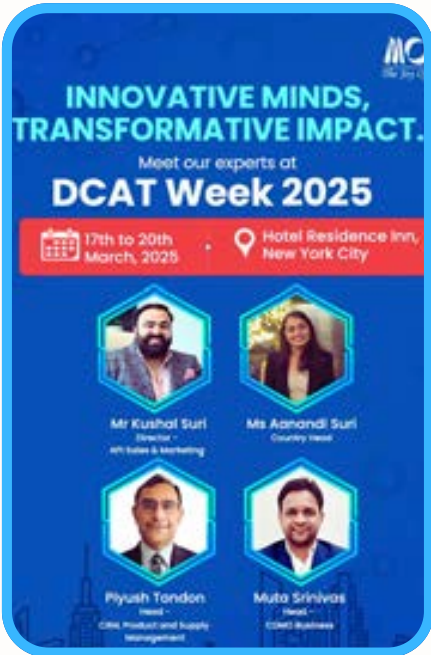 INNOVATIVE MINDS,
TRANSFORMATIVE IMPACT.
Meet our experts at
DCAT Week 2025
17th to 20th
March, 2025
Hotel Residence Inn,
New York City
Mr Kushal Suri
Director -
API Sales & Marketing
Ms Aanandi Suri
Country Head
Piyush Tandon
Head -
CRM, Product and Supply
Management
Muta Srinivas
Head -
CDMO Business